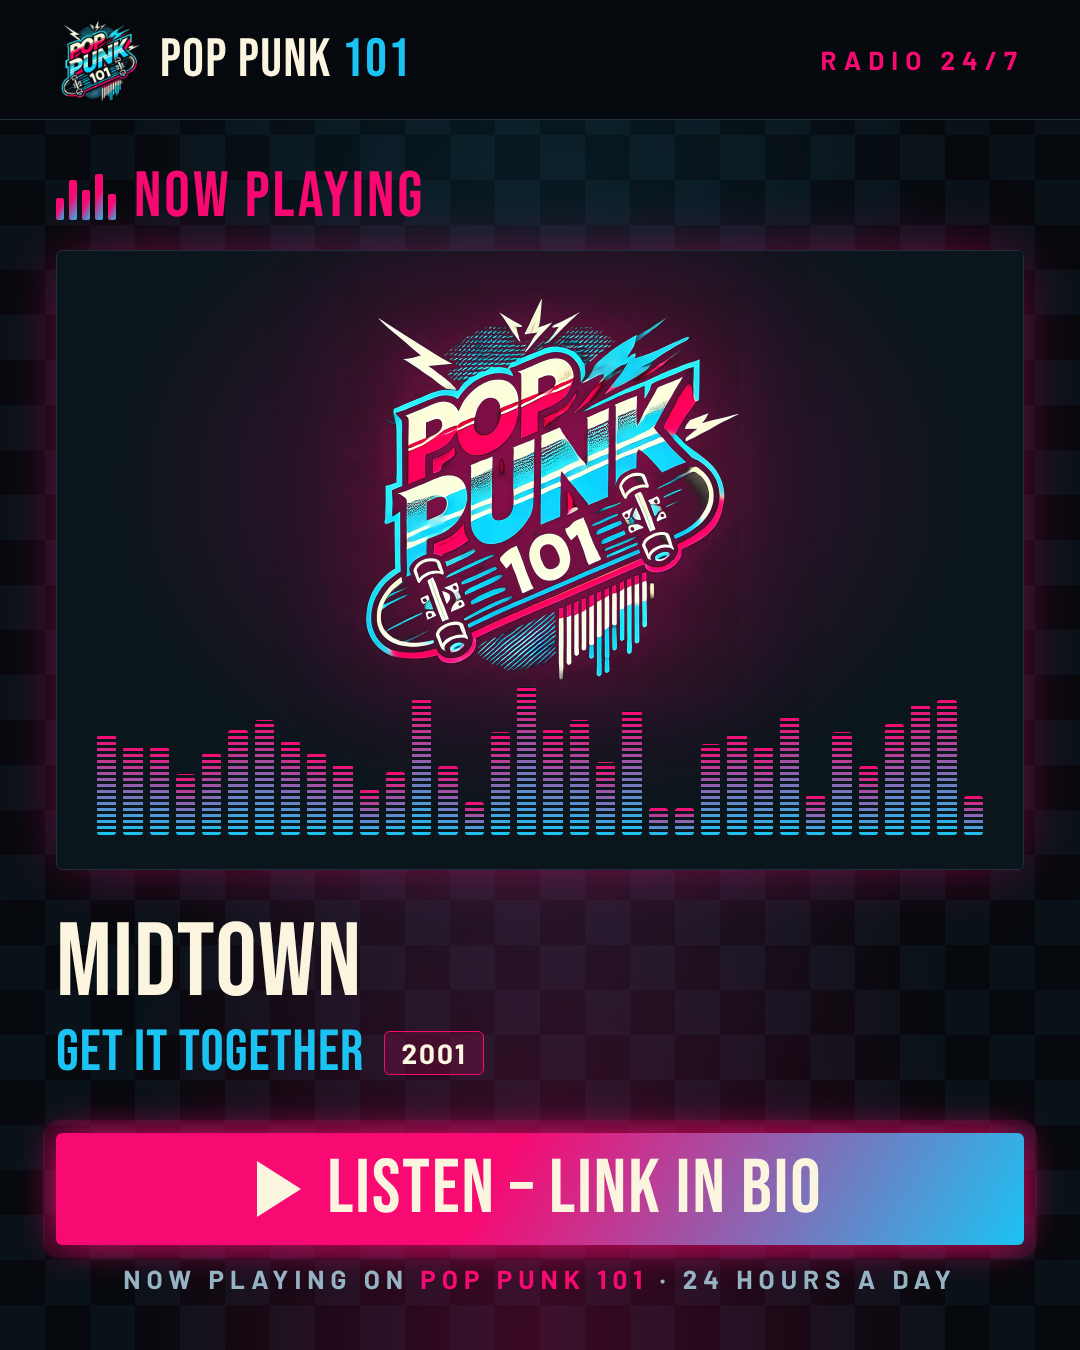 POP PUNK 101
POP PUNK 101
RADIO 24/7
NOW PLAYING
POP
PUNK
101
MIDTOWN
GET IT TOGETHER 2001
LISTEN – LINK IN BIO
NOW PLAYING ON POP PUNK 101 · 24 HOURS A DAY